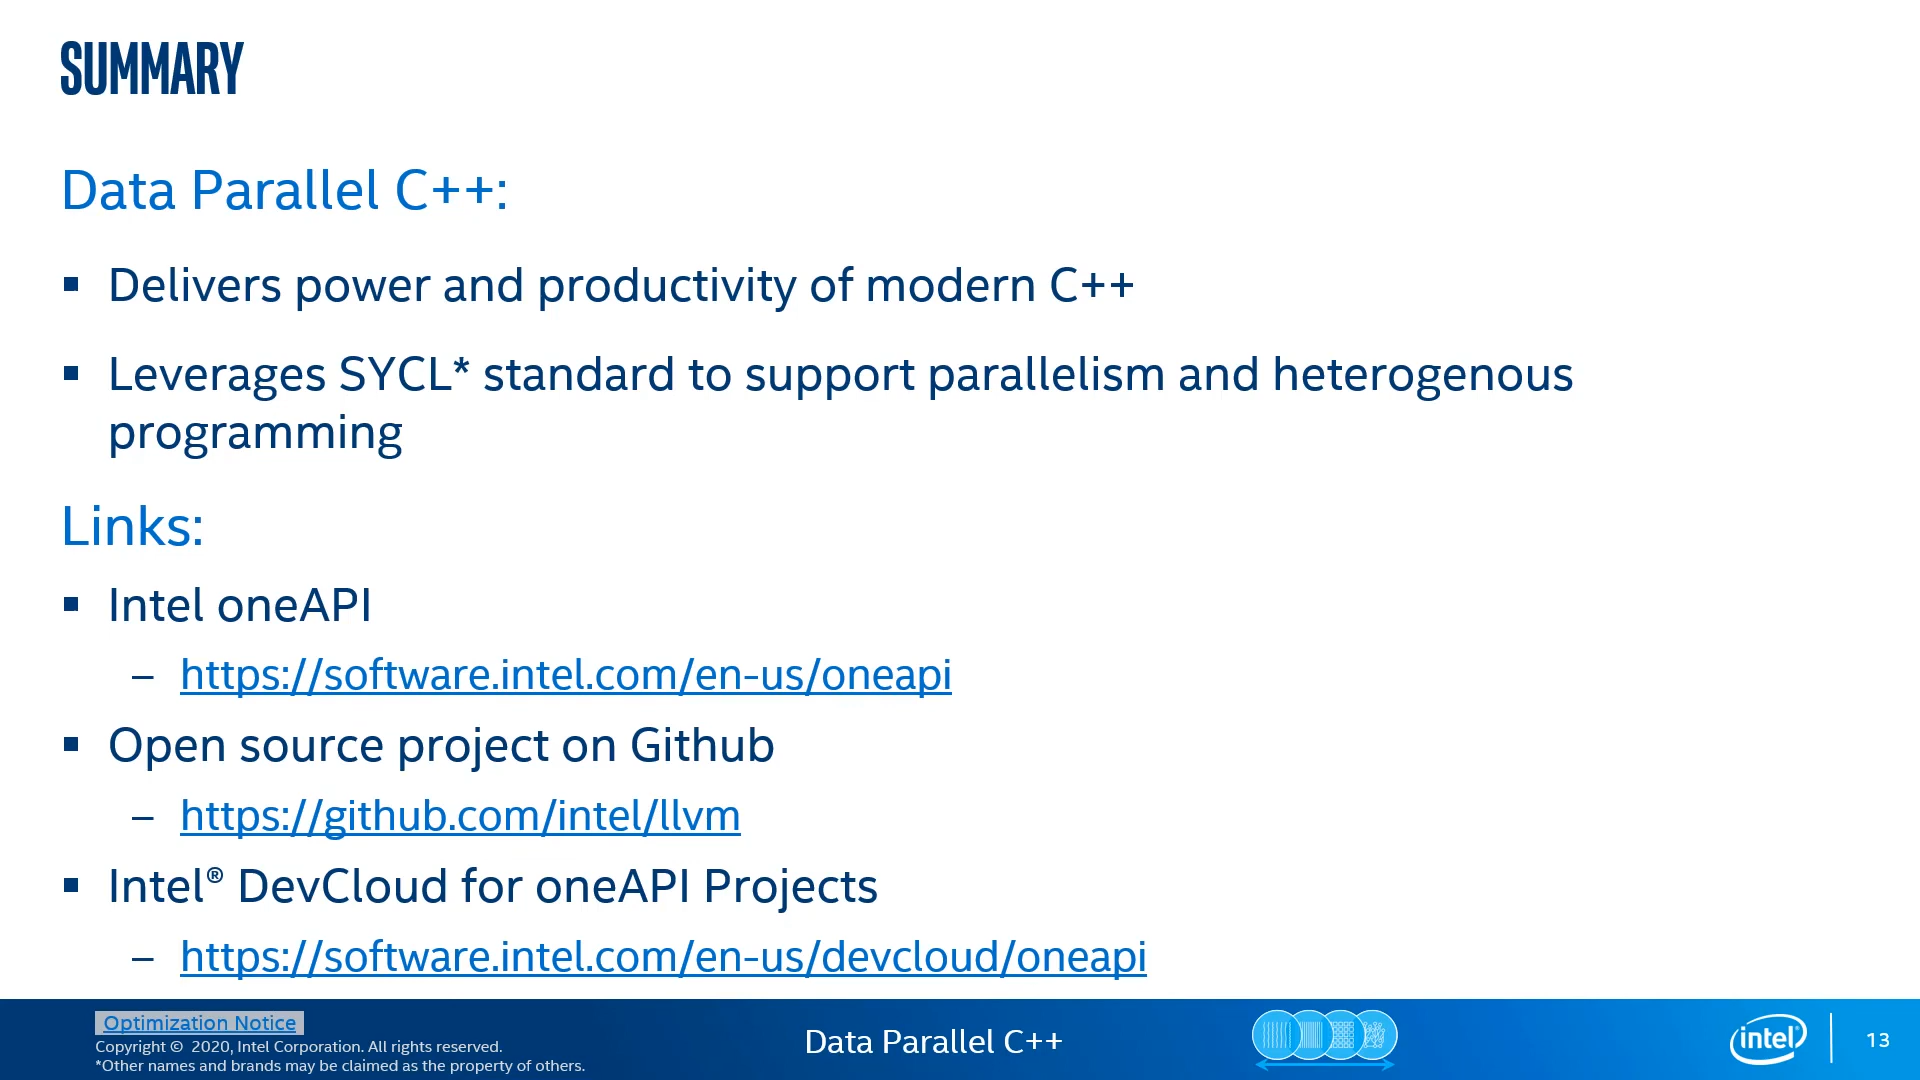 SUMMARY
Data Parallel C++:
▪ Delivers power and productivity of modern C++
▪ Leverages SYCL* standard to support parallelism and heterogenous
programming
Links:
▪ Intel oneAPI
– https://software.intel.com/en-us/oneapi
▪ Open source project on Github
– https://github.com/intel/llvm
▪ Intel® DevCloud for oneAPI Projects
– https://software.intel.com/en-us/devcloud/oneapi
Optimization Notice
Copyright © 2020, Intel Corporation. All rights reserved.
*Other names and brands may be claimed as the property of others.
Data Parallel C++
intel®
13